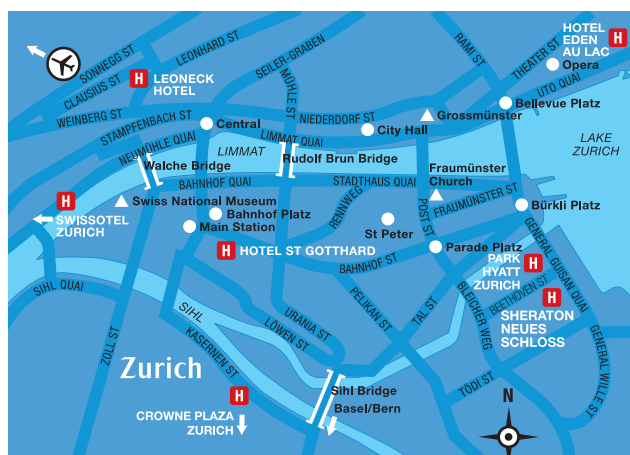 HOTEL
EDEN
AU LAC
Opera
SONNEGG ST
LEONHARD ST
CLAUSIUS ST
LEONECK
HOTEL
SEILER-GRABEN
RAMI ST
THEATER ST
UTO QUAI
WEINBERG ST
MÜHLE ST
Bellevue Platz
STAMPFENBACH ST
Central
NIEDERDORF ST
Grossmünster
City Hall
NEUMÜHLE QUAI
LIMMAT
LIMMAT QUAI
LAKE
ZURICH
Walche Bridge
Rudolf Brun Bridge
BAHNHOF QUAI
STADTHAUS QUAI
Fraumünster
Church
FRAUMÜNSTER ST
Swiss National Museum
RENNWEG
POST ST
Bürkli Platz
SWISSOTEL
ZURICH
Bahnhof Platz
Main Station
St Peter
HOTEL ST GOTTHARD
Parade Platz
BAHNHOF ST
PARK
HYATT
ZURICH
GENERAL GUISAN QUAI
SIHL QUAI
BEETHOVEN ST
SHERATON
NEUES
SCHLOSS
SIHL
URANIA ST
LÖWEN ST
PELIKAN ST
TAL ST
BLEICHER WEG
ZOLL ST
KASERNEN ST
GENERAL WILLE ST
Zurich
TÖDI ST
Sihl Bridge
Basel/Bern
CROWNE PLAZA
ZURICH
N
H
H
H
H
H
H
H